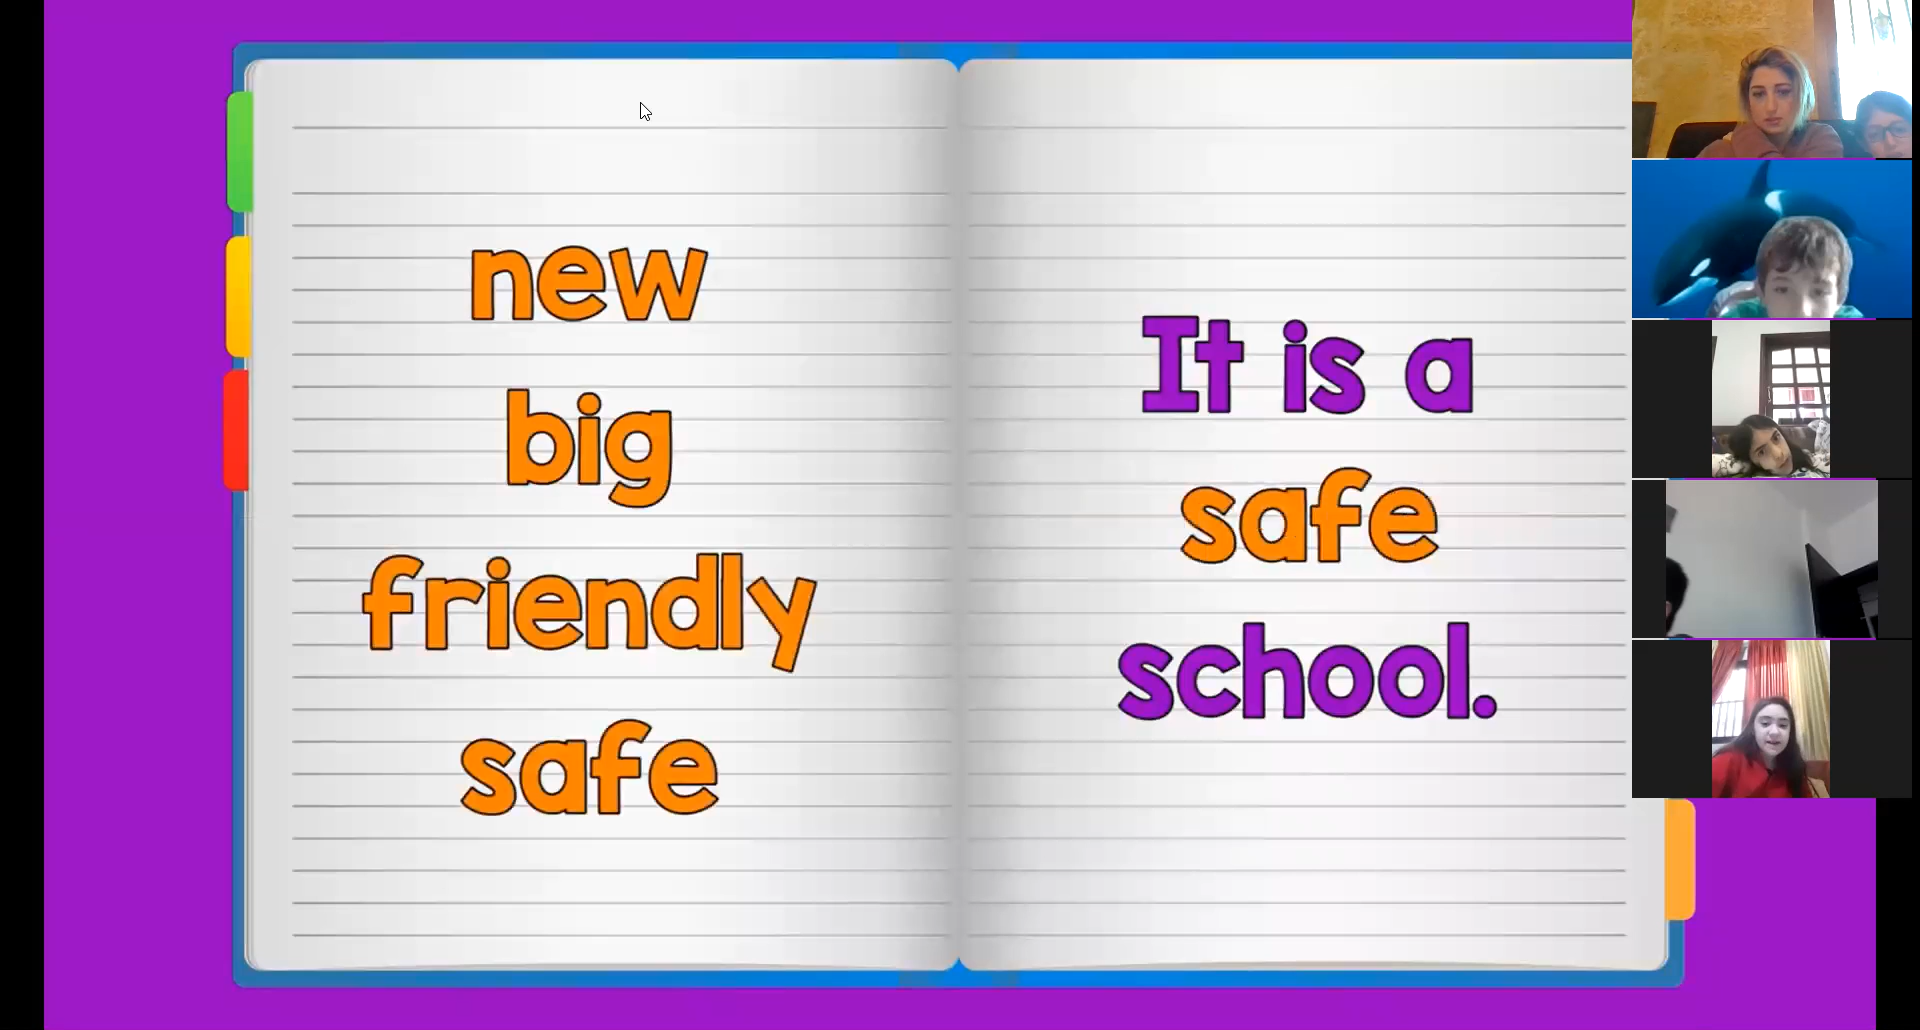 new
big
friendly
safe
It is a
safe
school.